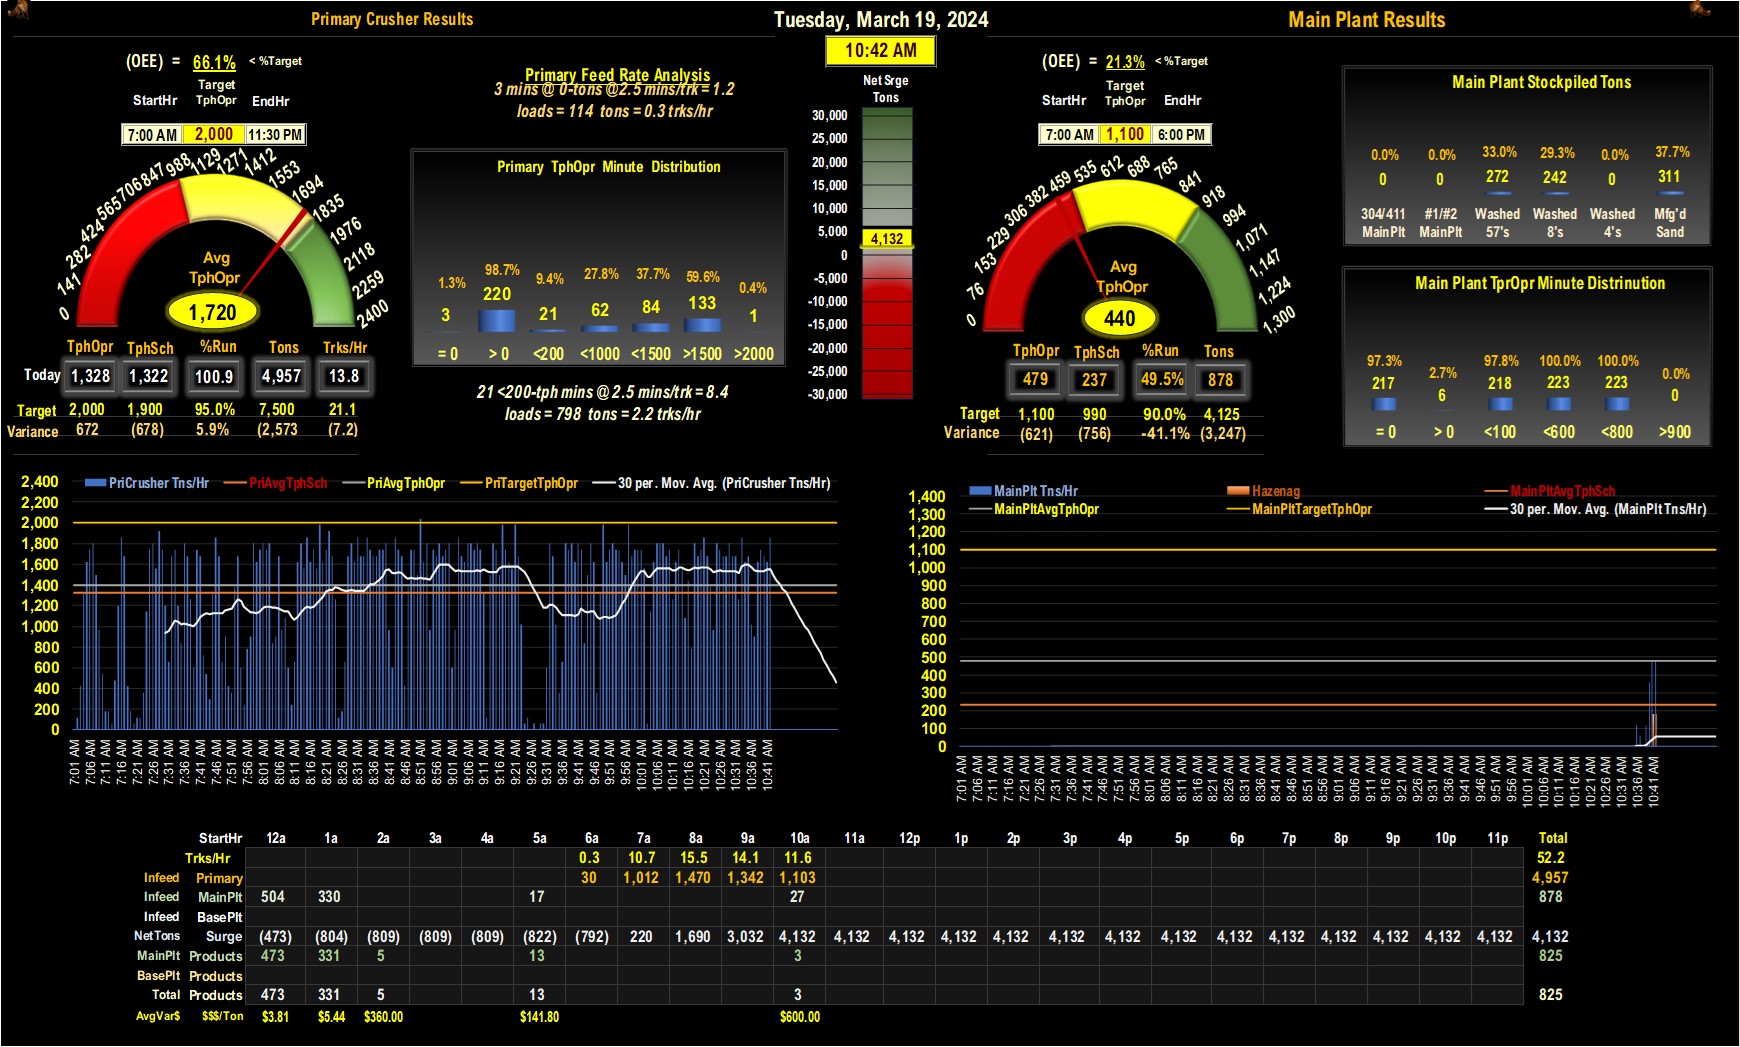 Primary Crusher Results
Tuesday, March 19, 2024
Main Plant Results
10:42 AM
(OEE) = 66.1% < %Target
Target
StartHr TphOpr EndHr
7:00 AM 2,000 11:30 PM
0 141 282 424 565 706 847 988 1129 1271 1412 1553 1694 1835 1976 2118 2259 2400
Avg
TphOpr
1,720
TphOpr TphSch %Run Tons Trks/Hr
Today 1,328 1,322 100.9 4,957 13.8
Target 2,000 1,900 95.0% 7,500 21.1
Variance 672 (678) 5.9% (2,573 (7.2)
Primary Feed Rate Analysis
3 mins @ 0-tons @2.5 mins/trk = 1.2
loads = 114 tons = 0.3 trks/hr
Primary TphOpr Minute Distribution
1.3% 98.7% 9.4% 27.8% 37.7% 59.6% 0.4%
3 220 21 62 84 133 1
= 0 > 0 <200 <1000 <1500 >1500 >2000
21 <200-tph mins @ 2.5 mins/trk = 8.4
loads = 798 tons = 2.2 trks/hr
Net Srge
Tons
30,000
25,000
20,000
15,000
10,000
5,000
4,132
0
-5,000
-10,000
-15,000
-20,000
-25,000
-30,000
(OEE) = 21.3% < %Target
Target
StartHr TphOpr EndHr
7:00 AM 1,100 6:00 PM
0 76 153 229 306 382 459 535 612 688 765 841 918 994 1,071 1,147 1,224 1,300
Avg
TphOpr
440
TphOpr TphSch %Run Tons
479 237 49.5% 878
Target 1,100 990 90.0% 4,125
Variance (621) (756) -41.1% (3,247)
Main Plant Stockpiled Tons
0.0% 0.0% 33.0% 29.3% 0.0% 37.7%
0 0 272 242 0 311
304/411 #1/#2 Washed Washed Washed Mfg'd
MainPlt MainPlt 57's 8's 4's Sand
Main Plant TprOpr Minute Distrinution
97.3% 2.7% 97.8% 100.0% 100.0% 0.0%
217 6 218 223 223 0
= 0 > 0 <100 <600 <800 >900
PriCrusher Tns/Hr PriAvgTphSch PriAvgTphOpr PriTargetTphOpr 30 per. Mov. Avg. (PriCrusher Tns/Hr)
2,400
2,200
2,000
1,800
1,600
1,400
1,200
1,000
800
600
400
200
0
7:01 AM 7:06 AM 7:11 AM 7:16 AM 7:21 AM 7:26 AM 7:31 AM 7:36 AM 7:41 AM 7:46 AM 7:51 AM 7:56 AM 8:01 AM 8:06 AM 8:11 AM 8:16 AM 8:21 AM 8:26 AM 8:31 AM 8:36 AM 8:41 AM 8:46 AM 8:51 AM 8:56 AM 9:01 AM 9:06 AM 9:11 AM 9:16 AM 9:21 AM 9:26 AM 9:31 AM 9:36 AM 9:41 AM 9:46 AM 9:51 AM 9:56 AM 10:01 AM 10:06 AM 10:11 AM 10:16 AM 10:21 AM 10:26 AM 10:31 AM 10:36 AM 10:41 AM
MainPlt Tns/Hr Hazenag MainPltAvgTphSch
MainPltAvgTphOpr MainPltTargetTphOpr 30 per. Mov. Avg. (MainPlt Tns/Hr)
1,400
1,300
1,200
1,100
1,000
900
800
700
600
500
400
300
200
100
0
7:01 AM 7:06 AM 7:11 AM 7:16 AM 7:21 AM 7:26 AM 7:31 AM 7:36 AM 7:41 AM 7:46 AM 7:51 AM 7:56 AM 8:01 AM 8:06 AM 8:11 AM 8:16 AM 8:21 AM 8:26 AM 8:31 AM 8:36 AM 8:41 AM 8:46 AM 8:51 AM 8:56 AM 9:01 AM 9:06 AM 9:11 AM 9:16 AM 9:21 AM 9:26 AM 9:31 AM 9:36 AM 9:41 AM 9:46 AM 9:51 AM 9:56 AM 10:01 AM 10:06 AM 10:11 AM 10:16 AM 10:21 AM 10:26 AM 10:31 AM 10:36 AM 10:41 AM
StartHr 12a 1a 2a 3a 4a 5a 6a 7a 8a 9a 10a 11a 12p 1p 2p 3p 4p 5p 6p 7p 8p 9p 10p 11p Total
Trks/Hr 0.3 10.7 15.5 14.1 11.6 52.2
Infeed Primary 30 1,012 1,470 1,342 1,103 4,957
Infeed MainPlt 504 330 17 27 878
Infeed BasePlt
NetTons Surge (473) (804) (809) (809) (809) (822) (792) 220 1,690 3,032 4,132 4,132 4,132 4,132 4,132 4,132 4,132 4,132 4,132 4,132 4,132 4,132 4,132 4,132 4,132
MainPlt Products 473 331 5 13 3 825
BasePlt Products
Total Products 473 331 5 13 3 825
AvgVar$ $$$/Ton $3.81 $5.44 $360.00 $141.80 $600.00